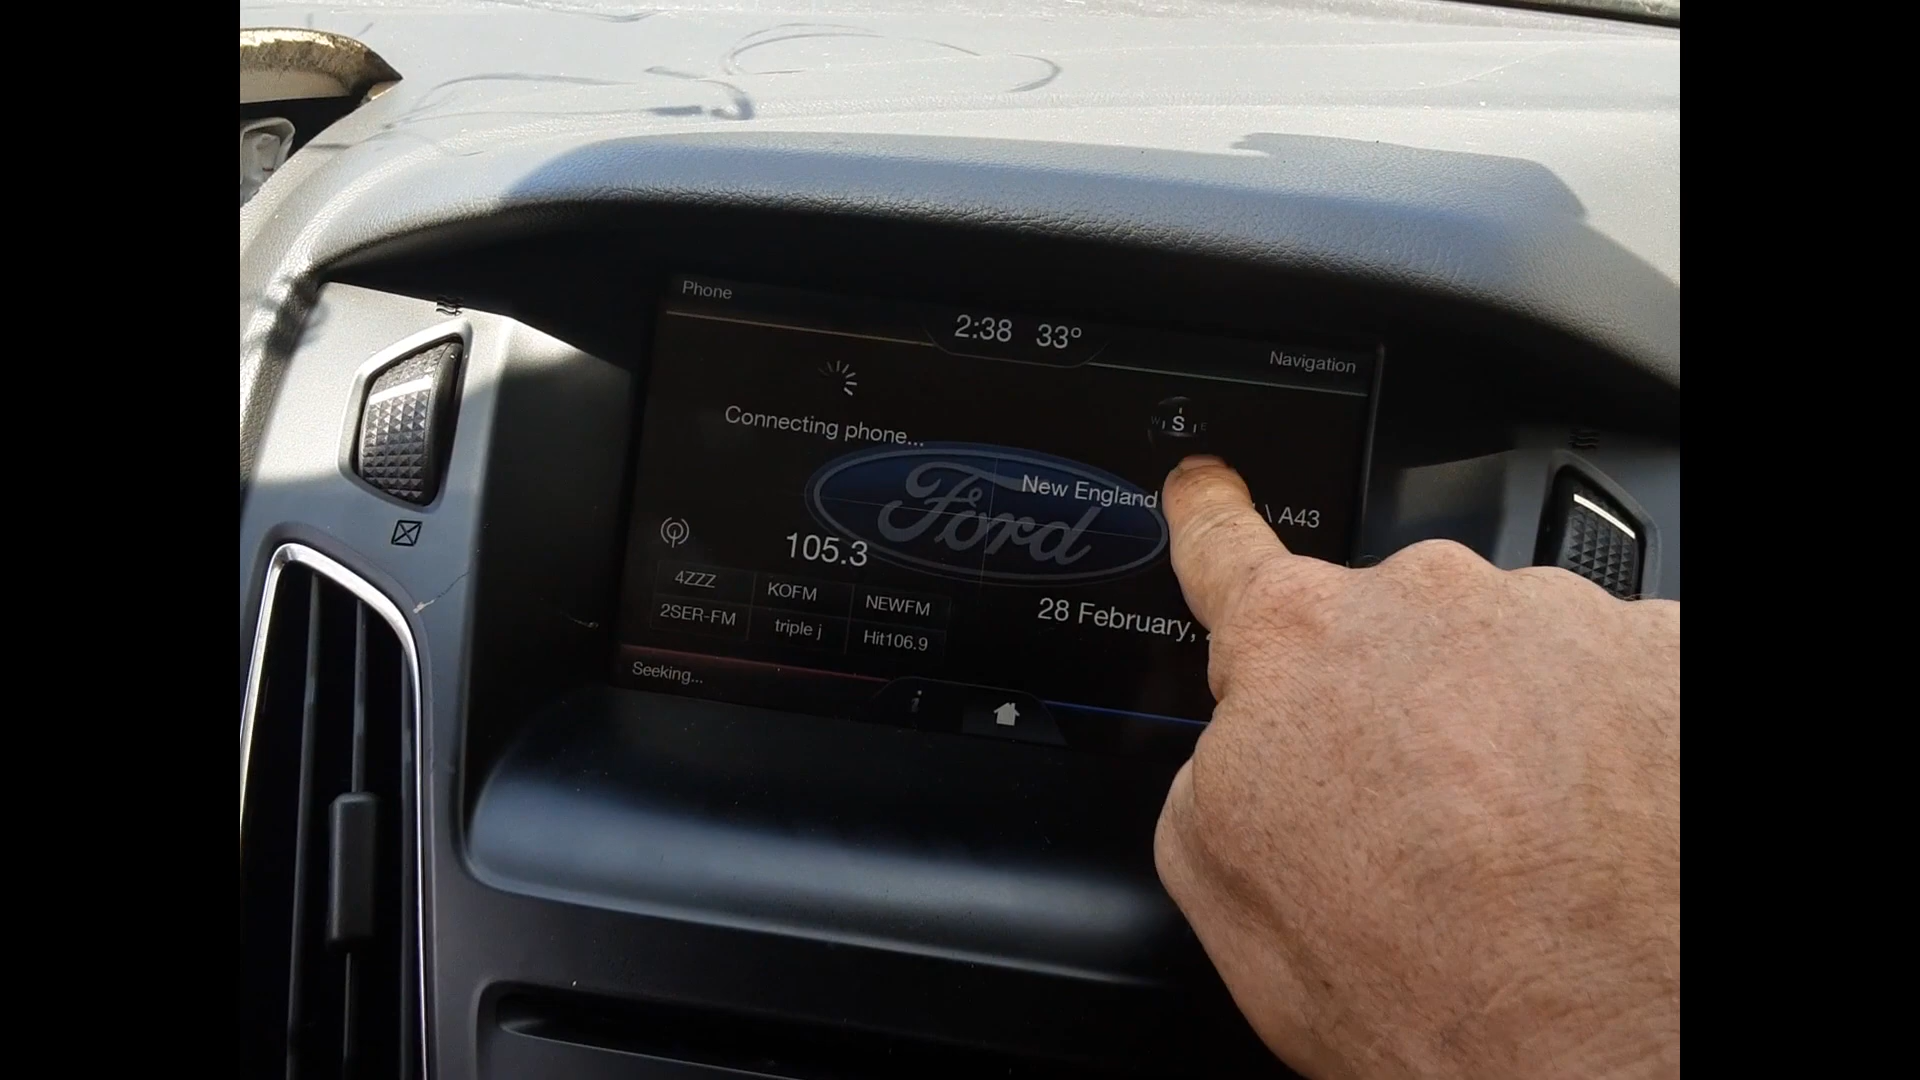 Phone
2:38 33°
Navigation
Connecting phone...
W S E
New England \ A43
Ford
105.3
4ZZZ KOFM NEWFM
2SER-FM triple j Hit106.9
28 February,
Seeking...
i